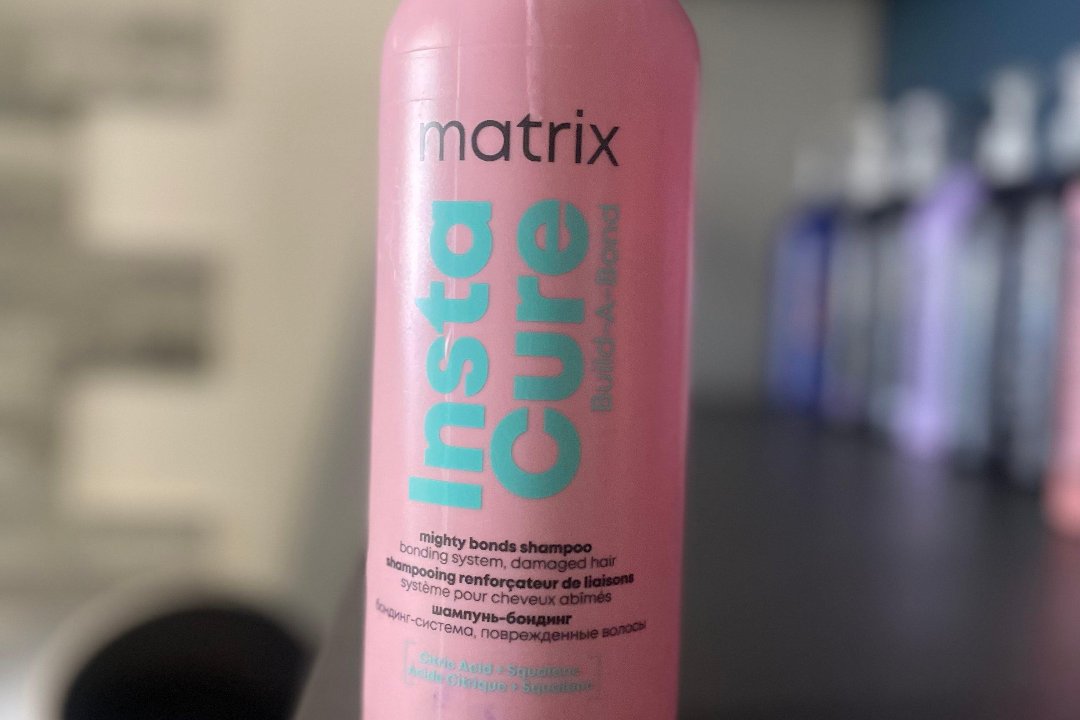 matrix
Insta
Cure
Build-A-Bond
mighty bonds shampoo
bonding system, damaged hair
shampooing renforçateur de liaisons
système pour cheveux abîmés
шампунь-бондинг
бондинг-система, поврежденные волосы
Citric Acid + Squalane
Acide Citrique + Squalane